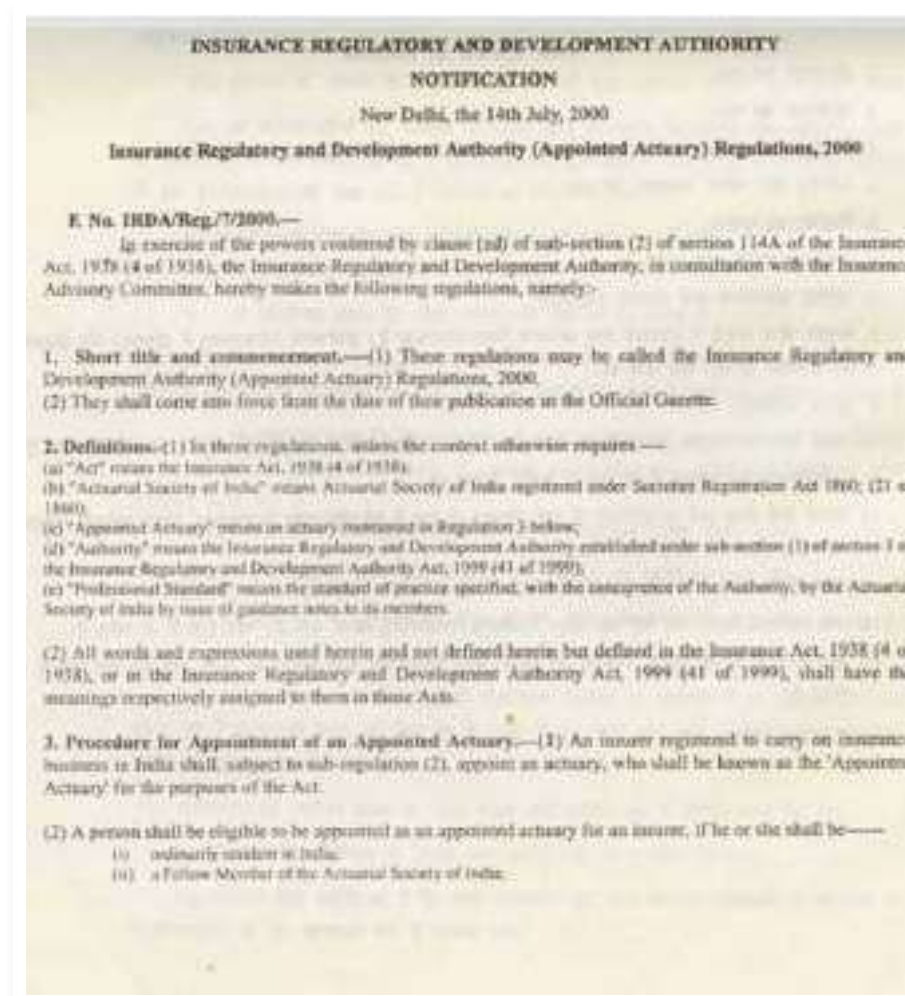 INSURANCE REGULATORY AND DEVELOPMENT AUTHORITY
NOTIFICATION
New Delhi, the 14th July, 2000
Insurance Regulatory and Development Authority (Appointed Actuary) Regulations, 2000
F. No. IRDA/Reg./7/2000.—
In exercise of the powers conferred by clause (zd) of sub-section (2) of section 114A of the Insurance
Act, 1938 (4 of 1938), the Insurance Regulatory and Development Authority, in consultation with the Insurance
Advisory Committee, hereby makes the following regulations, namely:-
1. Short title and commencement.—(1) These regulations may be called the Insurance Regulatory and
Development Authority (Appointed Actuary) Regulations, 2000.
(2) They shall come into force from the date of their publication in the Official Gazette.
2. Definitions.-(1) In these regulations, unless the context otherwise requires —
(a) "Act" means the Insurance Act, 1938 (4 of 1938);
(b) "Actuarial Society of India" means Actuarial Society of India registered under Societies Registration Act 1860; (21 o
1860);
(c) "Appointed Actuary" means an actuary mentioned in Regulation 3 below;
(d) "Authority" means the Insurance Regulatory and Development Authority established under sub-section (1) of section 3 o
the Insurance Regulatory and Development Authority Act, 1999 (41 of 1999);
(e) "Professional Standard" means the standard of practice specified, with the concurrence of the Authority, by the Actuaria
Society of India by issue of guidance notes to its members.
(2) All words and expressions used herein and not defined herein but defined in the Insurance Act, 1938 (4 o
1938), or in the Insurance Regulatory and Development Authority Act, 1999 (41 of 1999), shall have the
meanings respectively assigned to them in those Acts.
3. Procedure for Appointment of an Appointed Actuary.—(1) An insurer registered to carry on insurance
business in India shall, subject to sub-regulation (2), appoint an actuary, who shall be known as the 'Appointed
Actuary' for the purposes of the Act.
(2) A person shall be eligible to be appointed as an appointed actuary for an insurer, if he or she shall be——
(i) ordinarily resident in India;
(ii) a Fellow Member of the Actuarial Society of India;